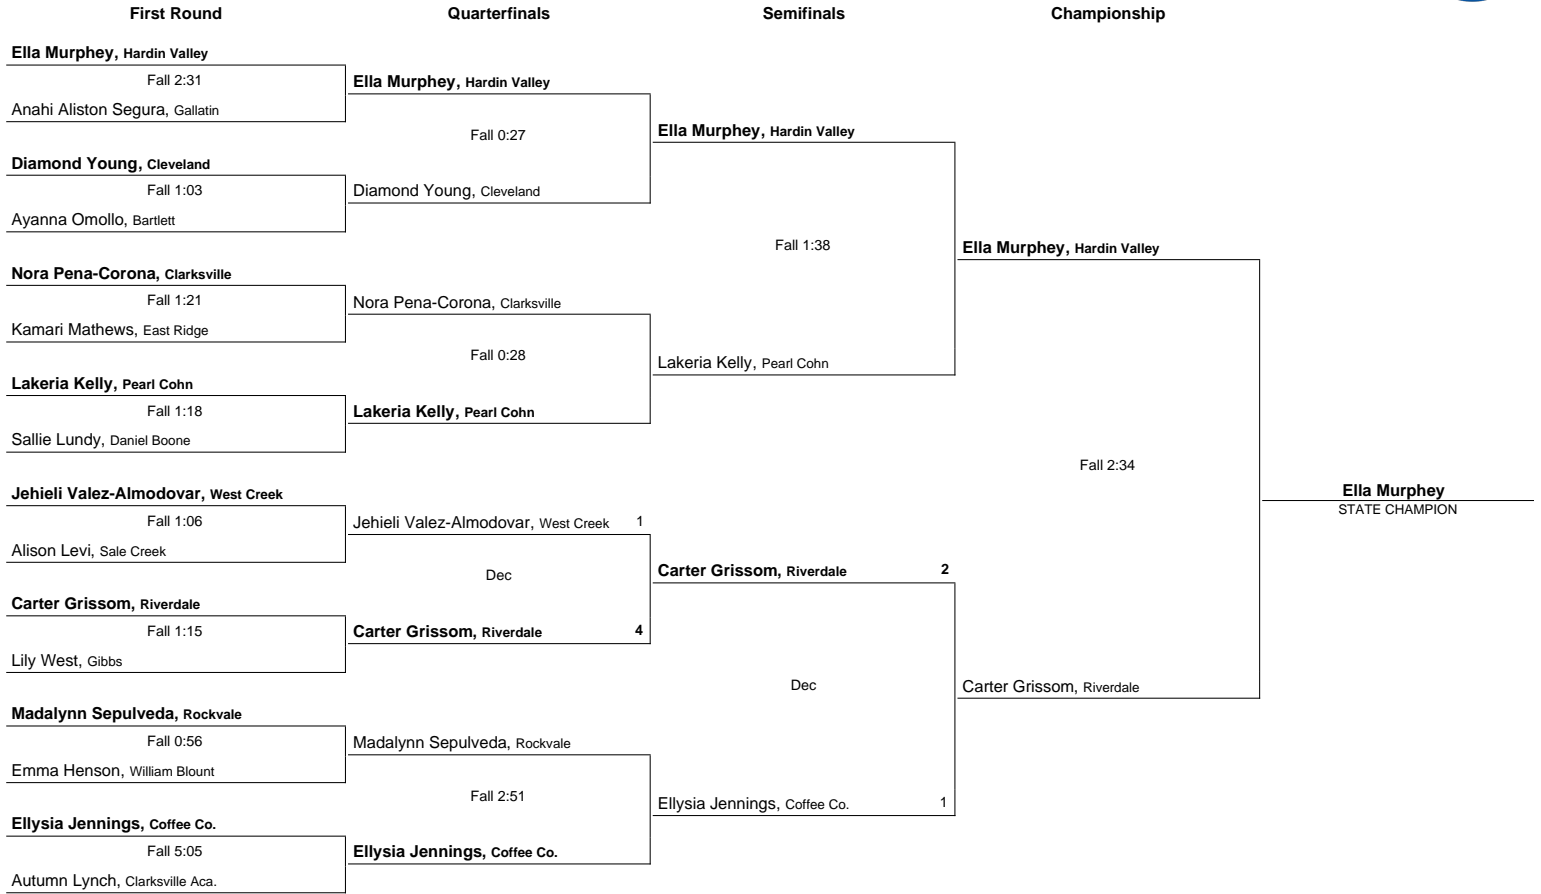 First Round
Quarterfinals
Semifinals
Championship
Ella Murphey, Hardin Valley
Fall 2:31
Anahi Aliston Segura, Gallatin
Diamond Young, Cleveland
Fall 1:03
Ayanna Omollo, Bartlett
Nora Pena-Corona, Clarksville
Fall 1:21
Kamari Mathews, East Ridge
Lakeria Kelly, Pearl Cohn
Fall 1:18
Sallie Lundy, Daniel Boone
Jehieli Valez-Almodovar, West Creek
Fall 1:06
Alison Levi, Sale Creek
Carter Grissom, Riverdale
Fall 1:15
Lily West, Gibbs
Madalynn Sepulveda, Rockvale
Fall 0:56
Emma Henson, William Blount
Ellysia Jennings, Coffee Co.
Fall 5:05
Autumn Lynch, Clarksville Aca.
Ella Murphey, Hardin Valley
Fall 0:27
Diamond Young, Cleveland
Nora Pena-Corona, Clarksville
Fall 0:28
Lakeria Kelly, Pearl Cohn
Jehieli Valez-Almodovar, West Creek 1
Dec
Carter Grissom, Riverdale 4
Madalynn Sepulveda, Rockvale
Fall 2:51
Ellysia Jennings, Coffee Co.
Ella Murphey, Hardin Valley
Fall 1:38
Lakeria Kelly, Pearl Cohn
Carter Grissom, Riverdale 2
Dec
Ellysia Jennings, Coffee Co. 1
Ella Murphey, Hardin Valley
Fall 2:34
Carter Grissom, Riverdale
Ella Murphey
STATE CHAMPION